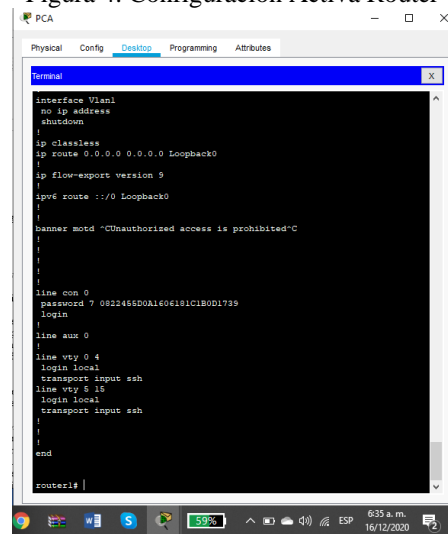 Figura 4. Configuración Activa Router
PCA
Physical Config Desktop Programming Attributes
Terminal X
interface Vlan1
no ip address
shutdown
!
ip classless
ip route 0.0.0.0 0.0.0.0 Loopback0
!
ip flow-export version 9
!
ipv6 route ::/0 Loopback0
!
!
banner motd ^CUnauthorized access is prohibited^C
!
!
!
!
!
line con 0
password 7 0822455D0A1606181C1B0D1739
login
!
line aux 0
!
line vty 0 4
login local
transport input ssh
line vty 5 15
login local
transport input ssh
!
!
!
end
router1#
59% ESP 6:35 a. m.
16/12/2020 2